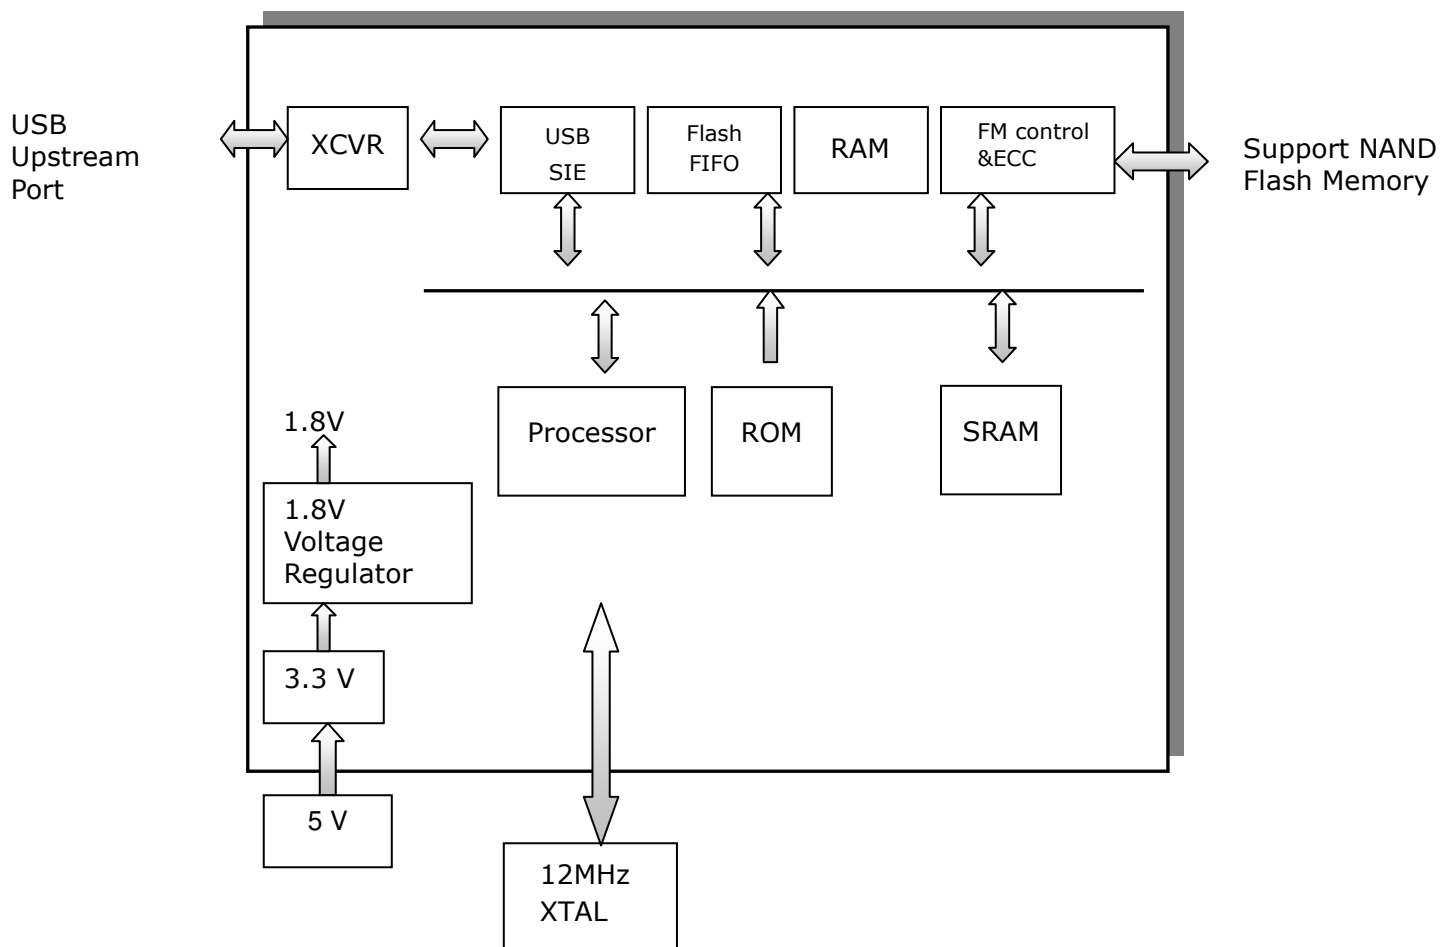 USB
Upstream
Port
XCVR
USB
SIE
Flash
FIFO
RAM
FM control
&ECC
Support NAND
Flash Memory
Processor
ROM
SRAM
1.8V
1.8V
Voltage
Regulator
3.3 V
5 V
12MHz
XTAL